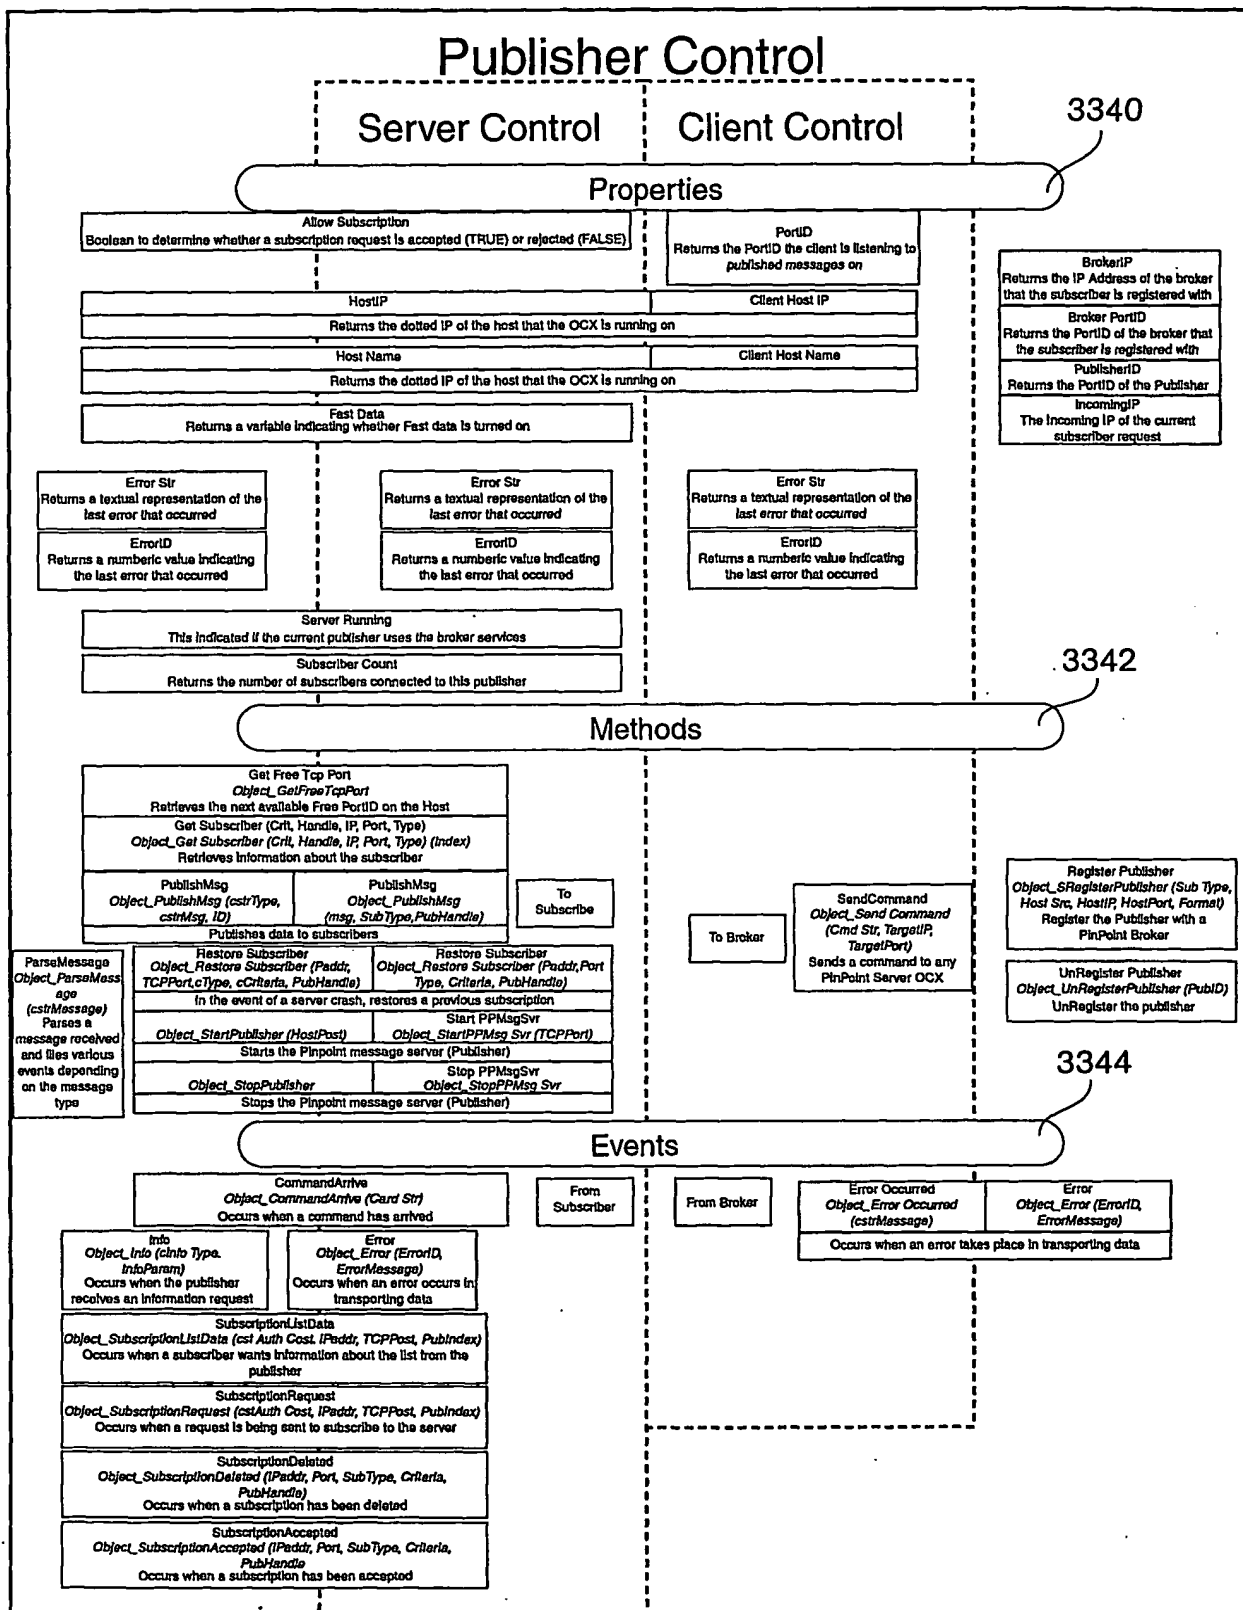 Publisher Control
Server Control
Client Control
3340
Properties
Allow Subscription
Boolean to determine whether a subscription request is accepted (TRUE) or rejected (FALSE)
PortID
Returns the PortID the client is listening to
published messages on
BrokerIP
Returns the IP Address of the broker
that the subscriber is registered with
Broker PortID
Returns the PortID of the broker that
the subscriber is registered with
PublisherID
Returns the PortID of the Publisher
IncomingIP
The Incoming IP of the current
subscriber request
HostIP
Client Host IP
Returns the dotted IP of the host that the OCX is running on
Host Name
Client Host Name
Returns the dotted IP of the host that the OCX is running on
Fast Data
Returns a variable indicating whether Fast data is turned on
Error Str
Returns a textual representation of the
last error that occurred
ErrorID
Returns a numberic value indicating
the last error that occurred
Error Str
Returns a textual representation of the
last error that occurred
ErrorID
Returns a numberic value indicating
the last error that occurred
Error Str
Returns a textual representation of the
last error that occurred
ErrorID
Returns a numberic value indicating
the last error that occurred
Server Running
This indicated if the current publisher uses the broker services
Subscriber Count
Returns the number of subscribers connected to this publisher
3342
Methods
Get Free Tcp Port
Object_GetFreeTcpPort
Retrieves the next available Free PortID on the Host
Get Subscriber (Crit, Handle, IP, Port, Type)
Object_Get Subscriber (Crit, Handle, IP, Port, Type) (Index)
Retrieves information about the subscriber
PublishMsg
Object_PublishMsg (cstrType,
cstrMsg, ID)
PublishMsg
Object_PublishMsg
(msg, SubType,PubHandle)
Publishes data to subscribers
To
Subscribe
To Broker
SendCommand
Object_Send Command
(Cmd Str, TargetIP,
TargetPort)
Sends a command to any
PinPoint Server OCX
Register Publisher
Object_SRegisterPublisher (Sub Type,
Host Src, HostIP, HostPort, Format)
Register the Publisher with a
PinPoint Broker
UnRegister Publisher
Object_UnRegisterPublisher (PubID)
UnRegister the publisher
ParseMessage
Object_ParseMess
age
(cstrMessage)
Parses a
message received
and files various
events depending
on the message
type
Restore Subscriber
Object_Restore Subscriber (Paddr,
TCPPort,cType, cCriteria, PubHandle)
Restore Subscriber
Object_Restore Subscriber (Paddr,Port
Type, Criteria, PubHandle)
In the event of a server crash, restores a previous subscription
Object_StartPublisher (HostPost)
Start PPMsgSvr
Object_StartPPMsg Svr (TCPPort)
Starts the Pinpoint message server (Publisher)
Object_StopPublisher
Stop PPMsgSvr
Object_StopPPMsg Svr
Stops the Pinpoint message server (Publisher)
3344
Events
CommandArrive
Object_CommandArrive (Card Str)
Occurs when a command has arrived
From
Subscriber
From Broker
Error Occurred
Object_Error Occurred
(cstrMessage)
Error
Object_Error (ErrorID,
ErrorMessage)
Occurs when an error takes place in transporting data
Info
Object_Info (cInfo Type.
InfoParam)
Occurs when the publisher
receives an information request
Error
Object_Error (ErrorID,
ErrorMessage)
Occurs when an error occurs in
transporting data
SubscriptionListData
Object_SubscriptionListData (cst Auth Cost. IPaddr, TCPPost, PubIndex)
Occurs when a subscriber wants information about the list from the
publisher
SubscriptionRequest
Object_SubscriptionRequest (cstAuth Cost, IPaddr, TCPPost, PubIndex)
Occurs when a request is being sent to subscribe to the server
SubscriptionDeleted
Object_SubscriptionDeleted (IPaddr, Port, SubType, Criteria,
PubHandle)
Occurs when a subscription has been deleted
SubscriptionAccepted
Object_SubscriptionAccepted (IPaddr, Port, SubType, Criteria,
PubHandle
Occurs when a subscription has been accepted